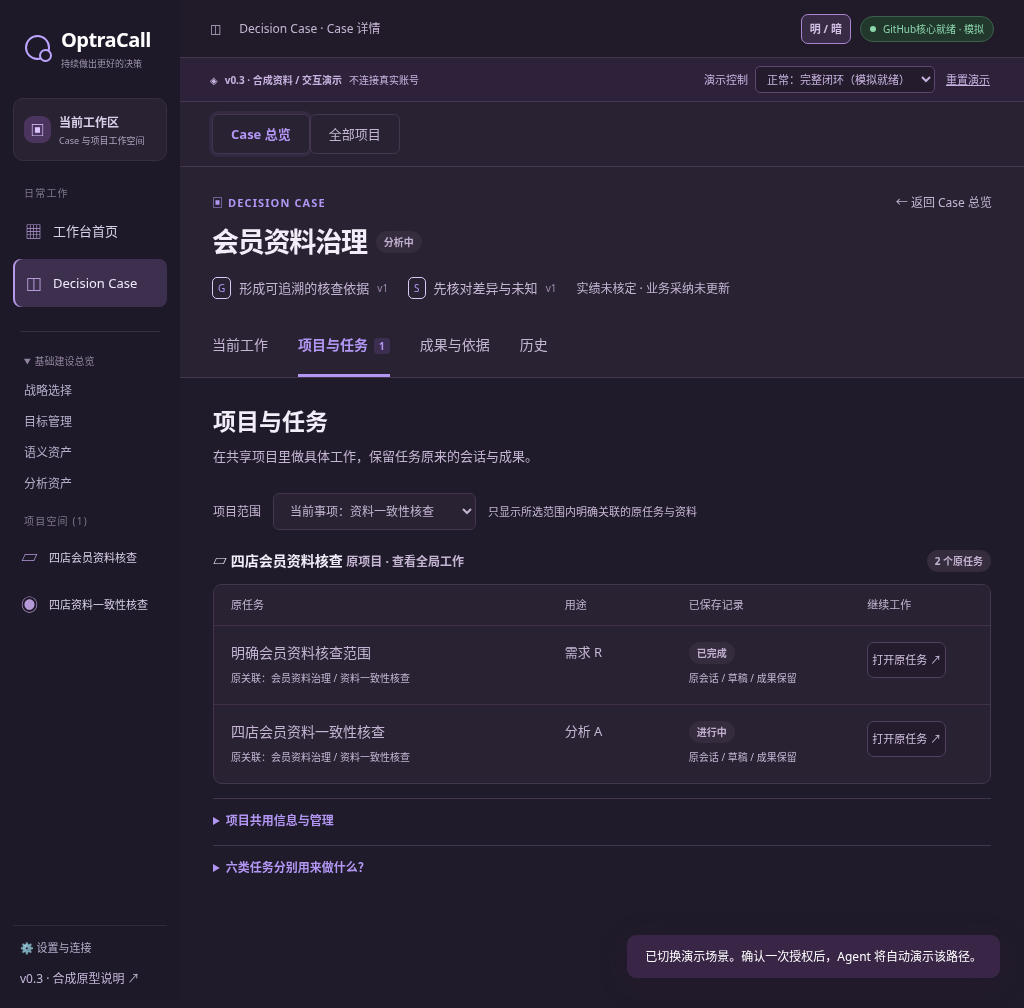 OptraCall
持续做出更好的决策
当前工作区
Case 与项目工作空间
日常工作
工作台首页
Decision Case
▼ 基础建设总览
战略选择
目标管理
语义资产
分析资产
项目空间 (1)
四店会员资料核查
四店资料一致性核查
设置与连接
v0.3 · 合成原型说明 ↗
Decision Case · Case 详情
明 / 暗
GitHub核心就绪 · 模拟
v0.3 · 合成资料 / 交互演示 不连接真实账号
演示控制
正常：完整闭环（模拟就绪）
重置演示
Case 总览
全部项目
DECISION CASE
← 返回 Case 总览
会员资料治理 分析中
G 形成可追溯的核查依据 v1
S 先核对差异与未知 v1
实绩未核定 · 业务采纳未更新
当前工作
项目与任务 1
成果与依据
历史
项目与任务
在共享项目里做具体工作，保留任务原来的会话与成果。
项目范围
当前事项：资料一致性核查
只显示所选范围内明确关联的原任务与资料
四店会员资料核查 原项目 · 查看全局工作
2 个原任务
原任务 用途 已保存记录 继续工作
明确会员资料核查范围 需求 R 已完成 打开原任务 ↗
原关联：会员资料治理 / 资料一致性核查 原会话 / 草稿 / 成果保留
四店会员资料一致性核查 分析 A 进行中 打开原任务 ↗
原关联：会员资料治理 / 资料一致性核查 原会话 / 草稿 / 成果保留
▶ 项目共用信息与管理
▶ 六类任务分别用来做什么?
已切换演示场景。确认一次授权后，Agent 将自动演示该路径。